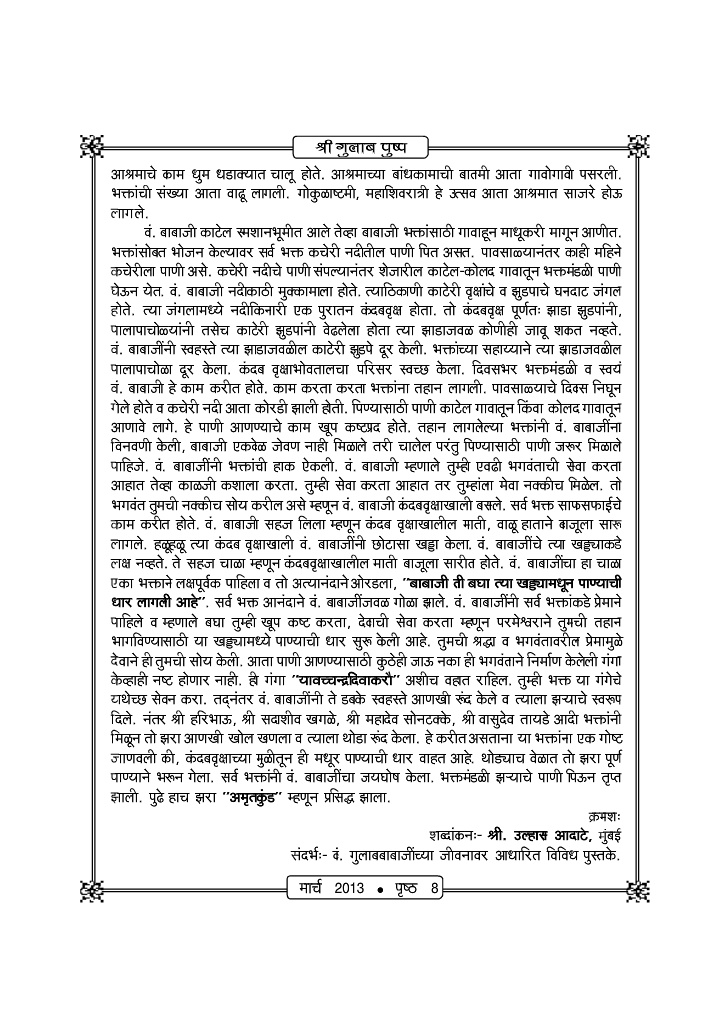 श्री गुलाब पुष्प
आश्रमाचे काम धुम धडाक्यात चालू होते. आश्रमाच्या बांधकामाची बातमी आता गावोगावी पसरली.
भक्तांची संख्या आता वाढू लागली. गोकुळाष्टमी, महाशिवरात्री हे उत्सव आता आश्रमात साजरे होऊ
लागले.
वं. बाबाजी काटेल स्मशानभूमीत आले तेव्हा बाबाजी भक्तांसाठी गावाहून माधूकरी मागून आणीत.
भक्तांसोबत भोजन केल्यावर सर्व भक्त कचेरी नदीतील पाणी पित असत. पावसाळ्यानंतर काही महिने
कचेरीला पाणी असे. कचेरी नदीचे पाणी संपल्यानंतर शेजारील काटेल-कोलद गावातून भक्तमंडळी पाणी
घेऊन येत. वं. बाबाजी नदीकाठी मुक्कामाला होते. त्याठिकाणी काटेरी वृक्षांचे व झुडपाचे घनदाट जंगल
होते. त्या जंगलामध्ये नदीकिनारी एक पुरातन कंदबवृक्ष होता. तो कंदबवृक्ष पूर्णतः झाडा झुडपांनी,
पालापाचोळ्यांनी तसेच काटेरी झुडपांनी वेढलेला होता त्या झाडाजवळ कोणीही जावू शकत नव्हते.
वं. बाबाजींनी स्वहस्ते त्या झाडाजवळील काटेरी झुडपे दूर केली. भक्तांच्या सहाय्याने त्या झाडाजवळील
पालापाचोळा दूर केला. कंदब वृक्षाभोवतालचा परिसर स्वच्छ केला. दिवसभर भक्तमंडळी व स्वयं
वं. बाबाजी हे काम करीत होते. काम करता करता भक्तांना तहान लागली. पावसाळ्याचे दिवस निघून
गेले होते व कचेरी नदी आता कोरडी झाली होती. पिण्यासाठी पाणी काटेल गावातून किंवा कोलद गावातून
आणावे लागे. हे पाणी आणण्याचे काम खूप कष्टप्रद होते. तहान लागलेल्या भक्तांनी वं. बाबाजींना
विनवणी केली, बाबाजी एकवेळ जेवण नाही मिळाले तरी चालेल परंतु पिण्यासाठी पाणी जरूर मिळाले
पाहिजे. वं. बाबाजींनी भक्तांची हाक ऐकली. वं. बाबाजी म्हणाले तुम्ही एवढी भगवंताची सेवा करता
आहात तेव्हा काळजी कशाला करता. तुम्ही सेवा करता आहात तर तुम्हांला मेवा नक्कीच मिळेल. तो
भगवंत तुमची नक्कीच सोय करील असे म्हणून वं. बाबाजी कंदबवृक्षाखाली बसले. सर्व भक्त साफसफाईचे
काम करीत होते. वं. बाबाजी सहज लिला म्हणून कंदब वृक्षाखालील माती, वाळू हाताने बाजूला सारू
लागले. हळूहळू त्या कंदब वृक्षाखाली वं. बाबाजींनी छोटासा खड्डा केला. वं. बाबाजींचे त्या खड्ड्याकडे
लक्ष नव्हते. ते सहज चाळा म्हणून कंदबवृक्षाखालील माती बाजूला सारीत होते. वं. बाबाजींचा हा चाळा
एका भक्ताने लक्षपूर्वक पाहिला व तो अत्यानंदाने ओरडला, "बाबाजी ती बघा त्या खड्ड्यामधून पाण्याची
धार लागली आहे". सर्व भक्त आनंदाने वं. बाबाजींजवळ गोळा झाले. वं. बाबाजींनी सर्व भक्तांकडे प्रेमाने
पाहिले व म्हणाले बघा तुम्ही खूप कष्ट करता, देवाची सेवा करता म्हणून परमेश्वराने तुमची तहान
भागविण्यासाठी या खड्ड्यामध्ये पाण्याची धार सुरू केली आहे. तुमची श्रद्धा व भगवंतावरील प्रेमामुळे
देवाने ही तुमची सोय केली. आता पाणी आणण्यासाठी कुठेही जाऊ नका ही भगवंताने निर्माण केलेली गंगा
केव्हाही नष्ट होणार नाही. ही गंगा "यावच्चन्द्रदिवाकरौ" अशीच वहात राहिल. तुम्ही भक्त या गंगेचे
यथेच्छ सेवन करा. तद्नंतर वं. बाबाजींनी ते डबके स्वहस्ते आणखी रुंद केले व त्याला झऱ्याचे स्वरूप
दिले. नंतर श्री हरिभाऊ, श्री सदाशीव खगळे, श्री महादेव सोनटक्के, श्री वासुदेव तायडे आदी भक्तांनी
मिळून तो झरा आणखी खोल खणला व त्याला थोडा रुंद केला. हे करीत असताना या भक्तांना एक गोष्ट
जाणवली की, कंदबवृक्षाच्या मुळीतून ही मधूर पाण्याची धार वाहत आहे. थोड्याच वेळात तो झरा पूर्ण
पाण्याने भरून गेला. सर्व भक्तांनी वं. बाबाजींचा जयघोष केला. भक्तमंडळी झऱ्याचे पाणी पिऊन तृप्त
झाली. पुढे हाच झरा "अमृतकुंड" म्हणून प्रसिद्ध झाला.
क्रमशः
शब्दांकनः- श्री. उल्हास आदाटे, मुंबई
संदर्भः- वं. गुलाबबाबाजींच्या जीवनावर आधारित विविध पुस्तके.
मार्च 2013 • पृष्ठ 8